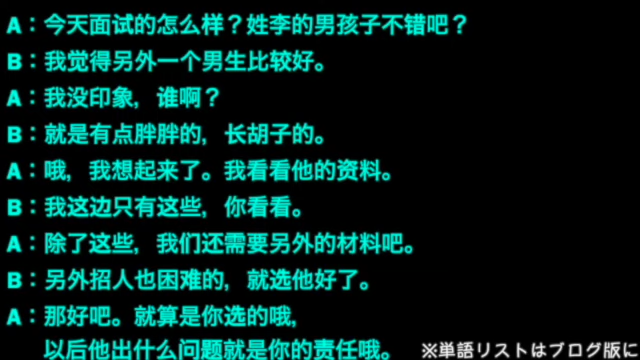 A：今天面试的怎么样？姓李的男孩子不错吧？
B：我觉得另外一个男生比较好。
A：我没印象，谁啊？
B：就是有点胖胖的，长胡子的。
A：哦，我想起来了。我看看他的资料。
B：我这边只有这些，你看看。
A：除了这些，我们还需要另外的材料吧。
B：另外招人也困难的，就选他好了。
A：那好吧。就算是你选的哦，
以后他出什么问题就是你的责任哦。 ※単語リストはブログ版に